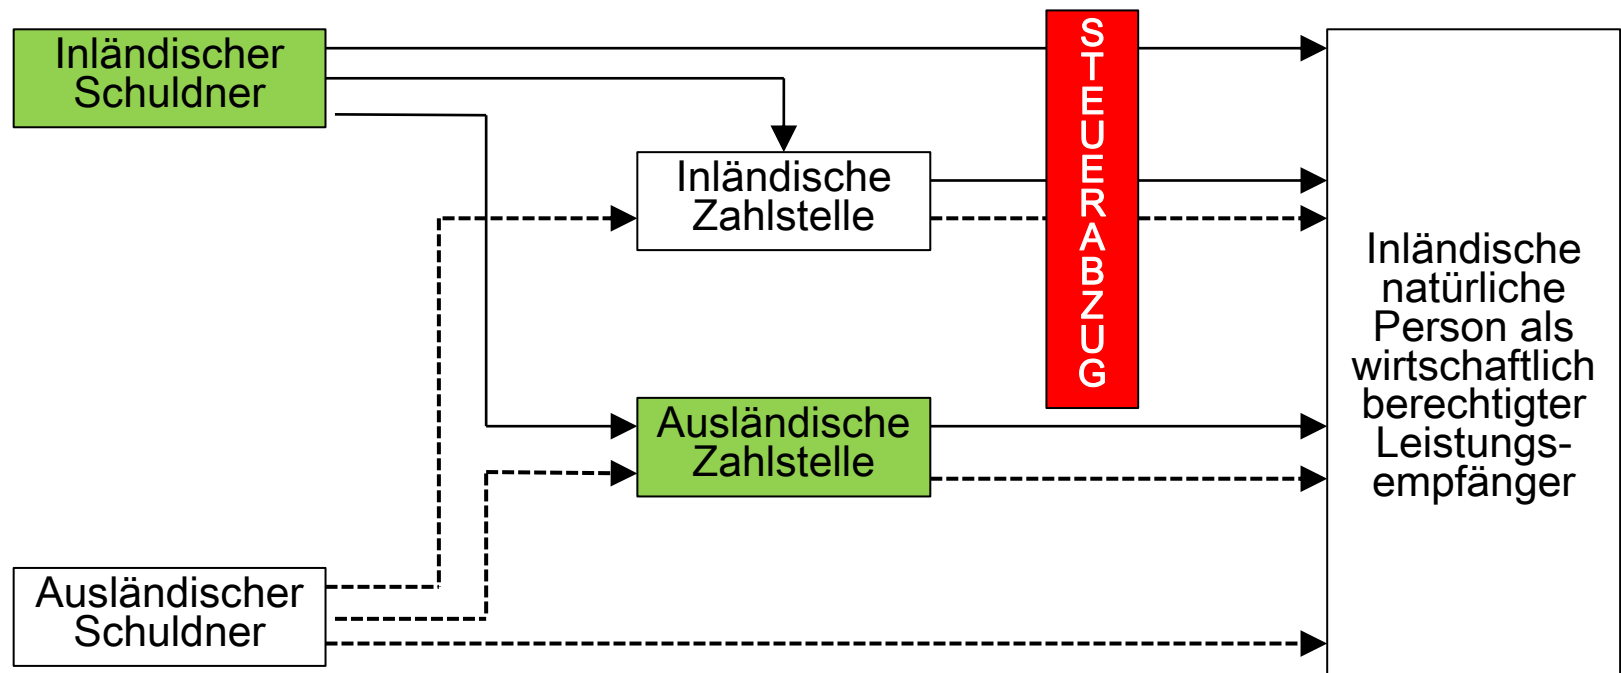 Inländischer
Schuldner
STEUERABZUG
Inländische
Zahlstelle
Inländische
natürliche
Person als
wirtschaftlich
berechtigter
Leistungs-
empfänger
Ausländische
Zahlstelle
Ausländischer
Schuldner